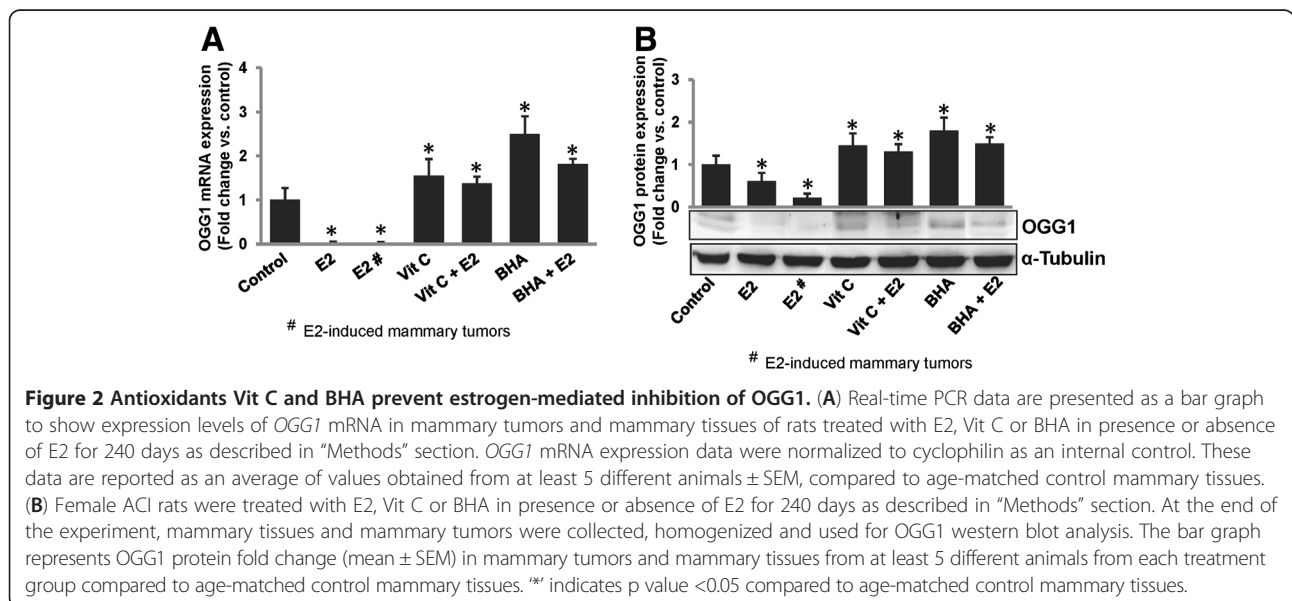 A
OGG1 mRNA expression
(Fold change vs. control)
4
3
2
1
0
* * * * * *
Control
E2
E2 #
Vit C
Vit C + E2
BHA
BHA + E2
# E2-induced mammary tumors
B
OGG1 protein expression
(Fold change vs. control)
3
2
1
0
* * * * * *
OGG1
α-Tubulin
Control
E2
E2 #
Vit C
Vit C + E2
BHA
BHA + E2
# E2-induced mammary tumors
Figure 2 Antioxidants Vit C and BHA prevent estrogen-mediated inhibition of OGG1. (A) Real-time PCR data are presented as a bar graph
to show expression levels of OGG1 mRNA in mammary tumors and mammary tissues of rats treated with E2, Vit C or BHA in presence or absence
of E2 for 240 days as described in "Methods" section. OGG1 mRNA expression data were normalized to cyclophilin as an internal control. These
data are reported as an average of values obtained from at least 5 different animals ± SEM, compared to age-matched control mammary tissues.
(B) Female ACI rats were treated with E2, Vit C or BHA in presence or absence of E2 for 240 days as described in "Methods" section. At the end of
the experiment, mammary tissues and mammary tumors were collected, homogenized and used for OGG1 western blot analysis. The bar graph
represents OGG1 protein fold change (mean ± SEM) in mammary tumors and mammary tissues from at least 5 different animals from each treatment
group compared to age-matched control mammary tissues. '*' indicates p value <0.05 compared to age-matched control mammary tissues.